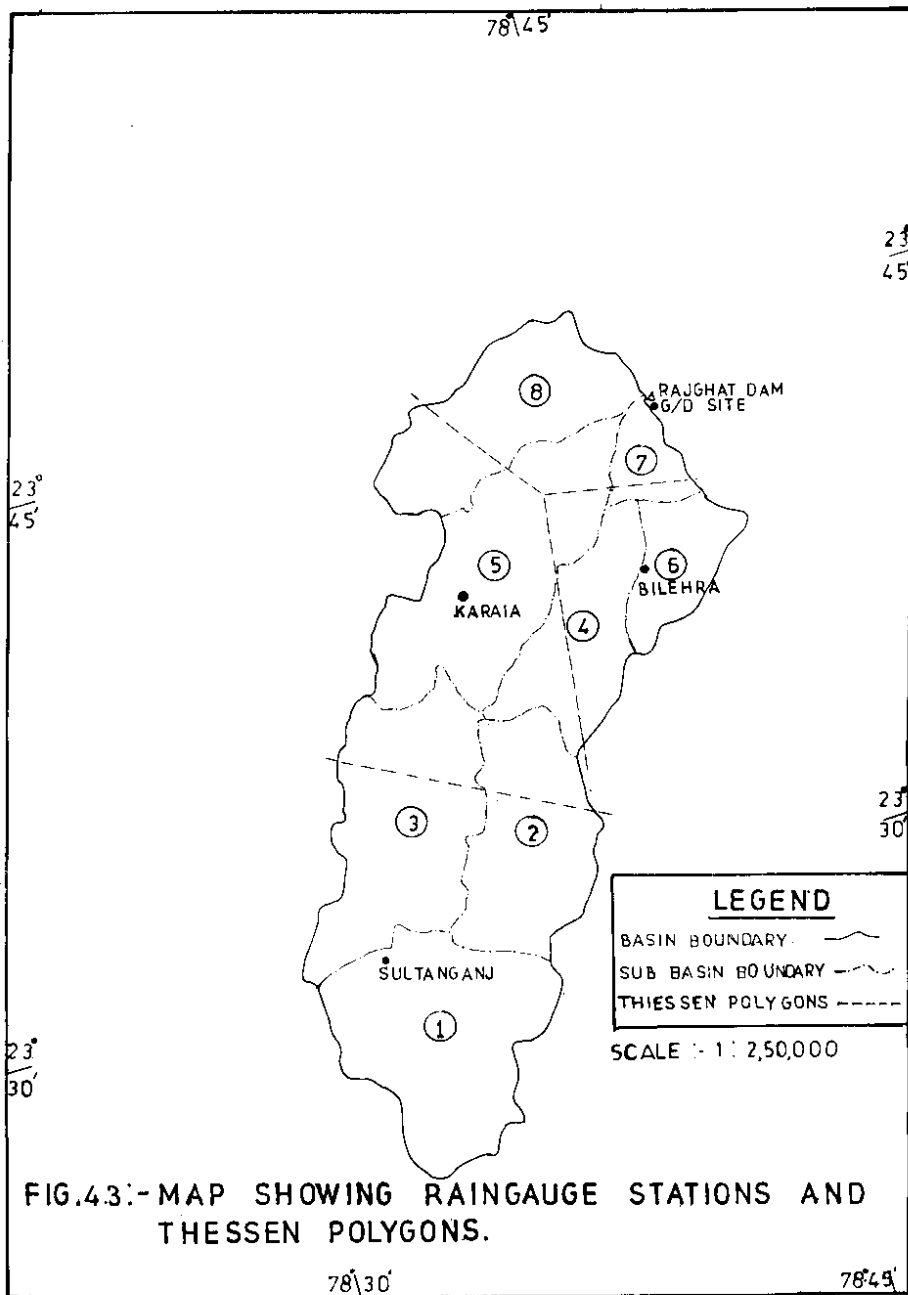 78°45'
23°
45'
8
RAJGHAT DAM
G/D SITE
7
23°
45'
5
6
BILEHRA
KARAIA
4
23°
30'
3
2
LEGEND
BASIN BOUNDARY
SUB BASIN BOUNDARY
THIESSEN POLYGONS
SULTANGANJ
1
SCALE :- 1: 2,50,000
23°
30'
FIG.4.3:- MAP SHOWING RAINGAUGE STATIONS AND
THESSEN POLYGONS.
78°30'
78°45'